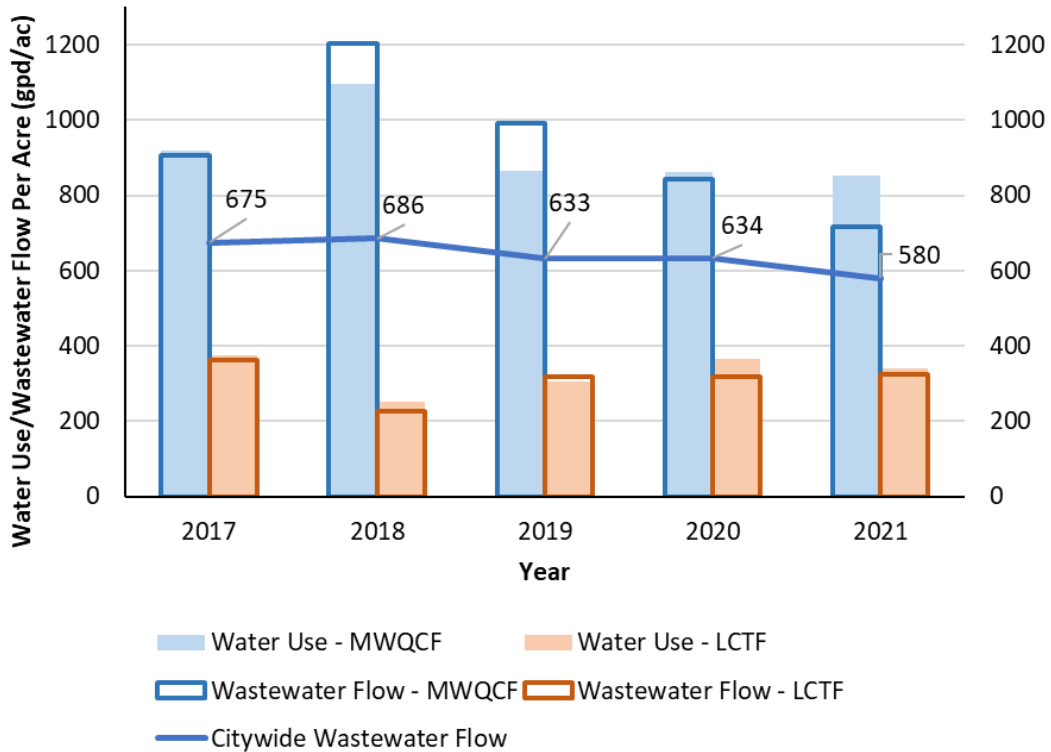 Water Use/Wastewater Flow Per Acre (gpd/ac)
1200 1200
1000 1000
800 800
600 600
400 400
200 200
0 0
675
686
633
634
580
2017 2018 2019 2020 2021
Year
Water Use - MWQCF Water Use - LCTF
Wastewater Flow - MWQCF Wastewater Flow - LCTF
Citywide Wastewater Flow